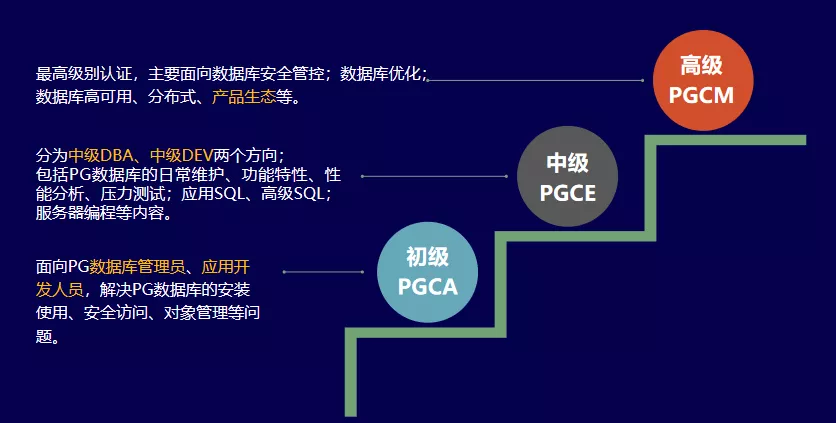 最高级别认证，主要面向数据库安全管控；数据库优化；
数据库高可用、分布式、产品生态等。
高级
PGCM
分为中级DBA、中级DEV两个方向；
包括PG数据库的日常维护、功能特性、性
能分析、压力测试；应用SQL、高级SQL；
服务器编程等内容。
中级
PGCE
面向PG数据库管理员、应用开
发人员，解决PG数据库的安装
使用、安全访问、对象管理等问
题。
初级
PGCA